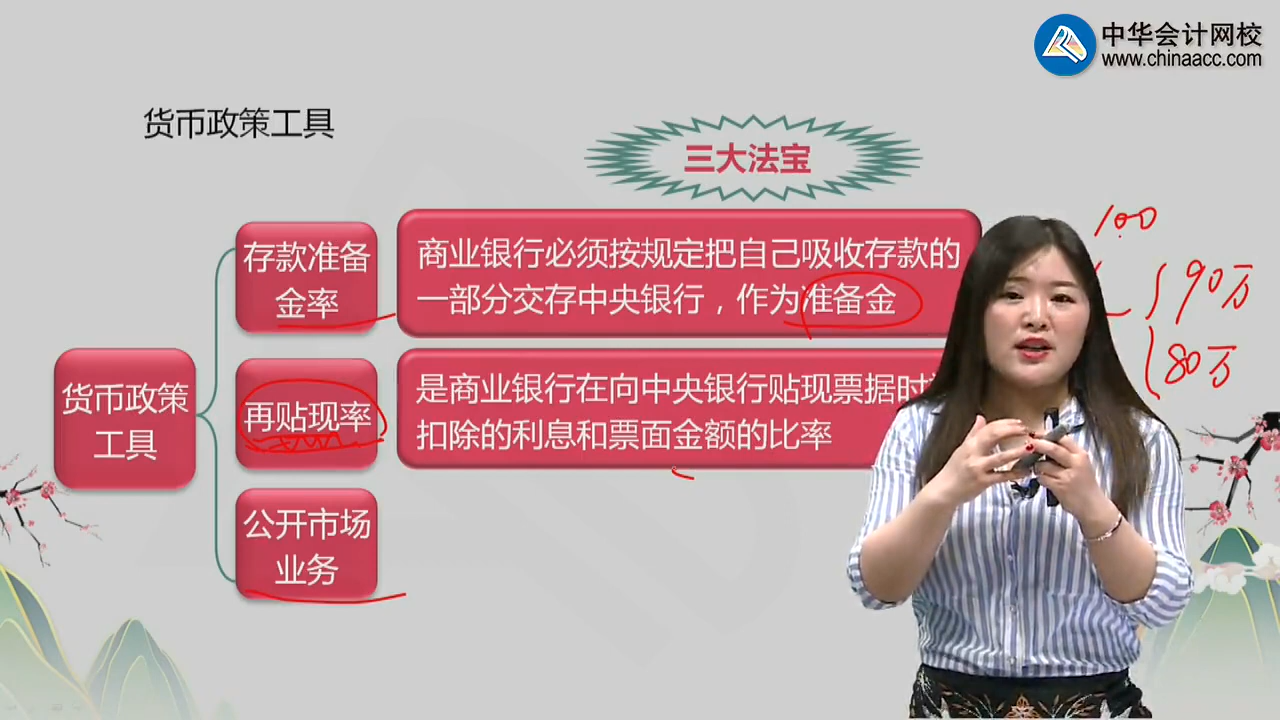 中华会计网校
www.chinaacc.com
货币政策工具
三大法宝
100
存款准备
金率
商业银行必须按规定把自己吸收存款的
一部分交存中央银行，作为准备金
90万
80万
货币政策
工具
再贴现率
是商业银行在向中央银行贴现票据时
扣除的利息和票面金额的比率
公开市场
业务